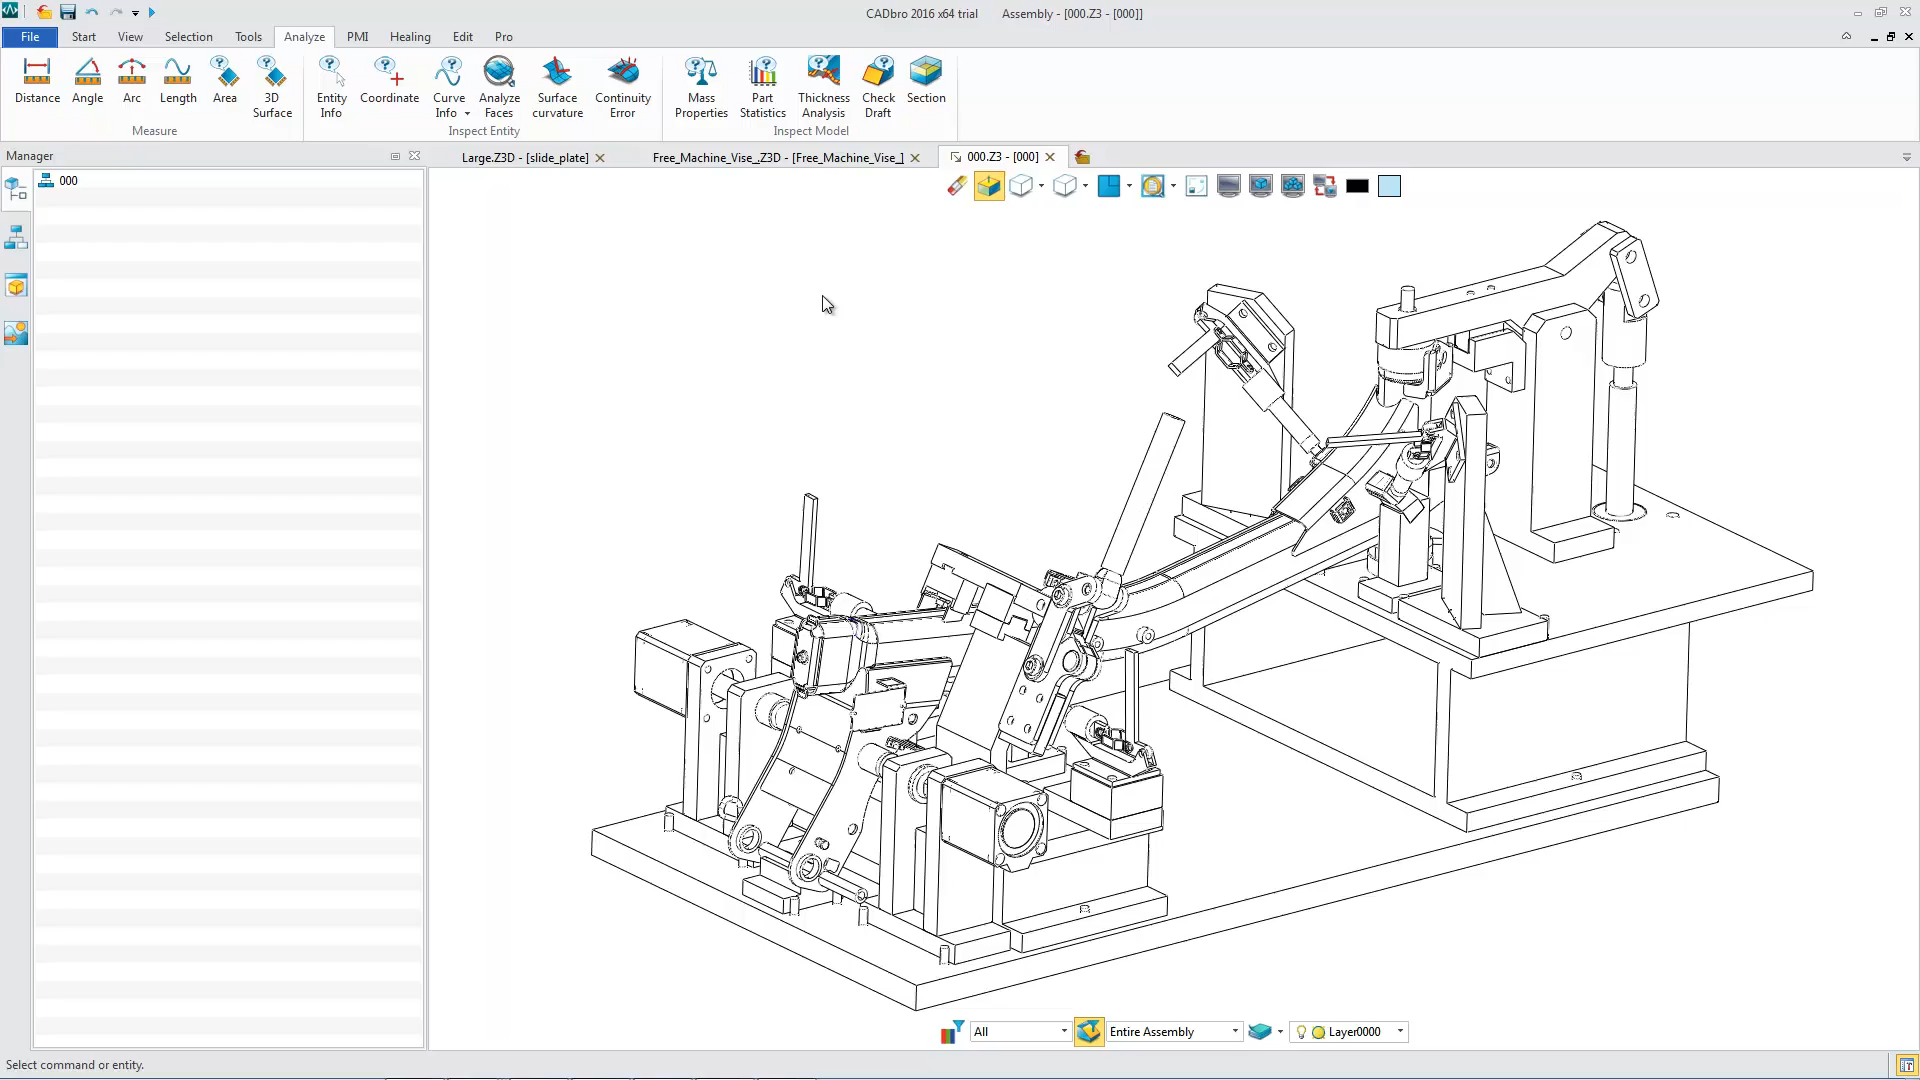 CADbro 2016 x64 trial Assembly - [000.Z3 - [000]]
File Start View Selection Tools Analyze PMI Healing Edit Pro
Distance Angle Arc Length Area 3D Surface
Measure
Entity Info Coordinate Curve Info Analyze Faces Surface curvature Continuity Error
Inspect Entity
Mass Properties Part Statistics Thickness Analysis Check Draft Section
Inspect Model
Manager
Large.Z3D - [slide_plate] Free_Machine_Vise_.Z3D - [Free_Machine_Vise_] 000.Z3 - [000]
000
All Entire Assembly Layer0000
Select command or entity.